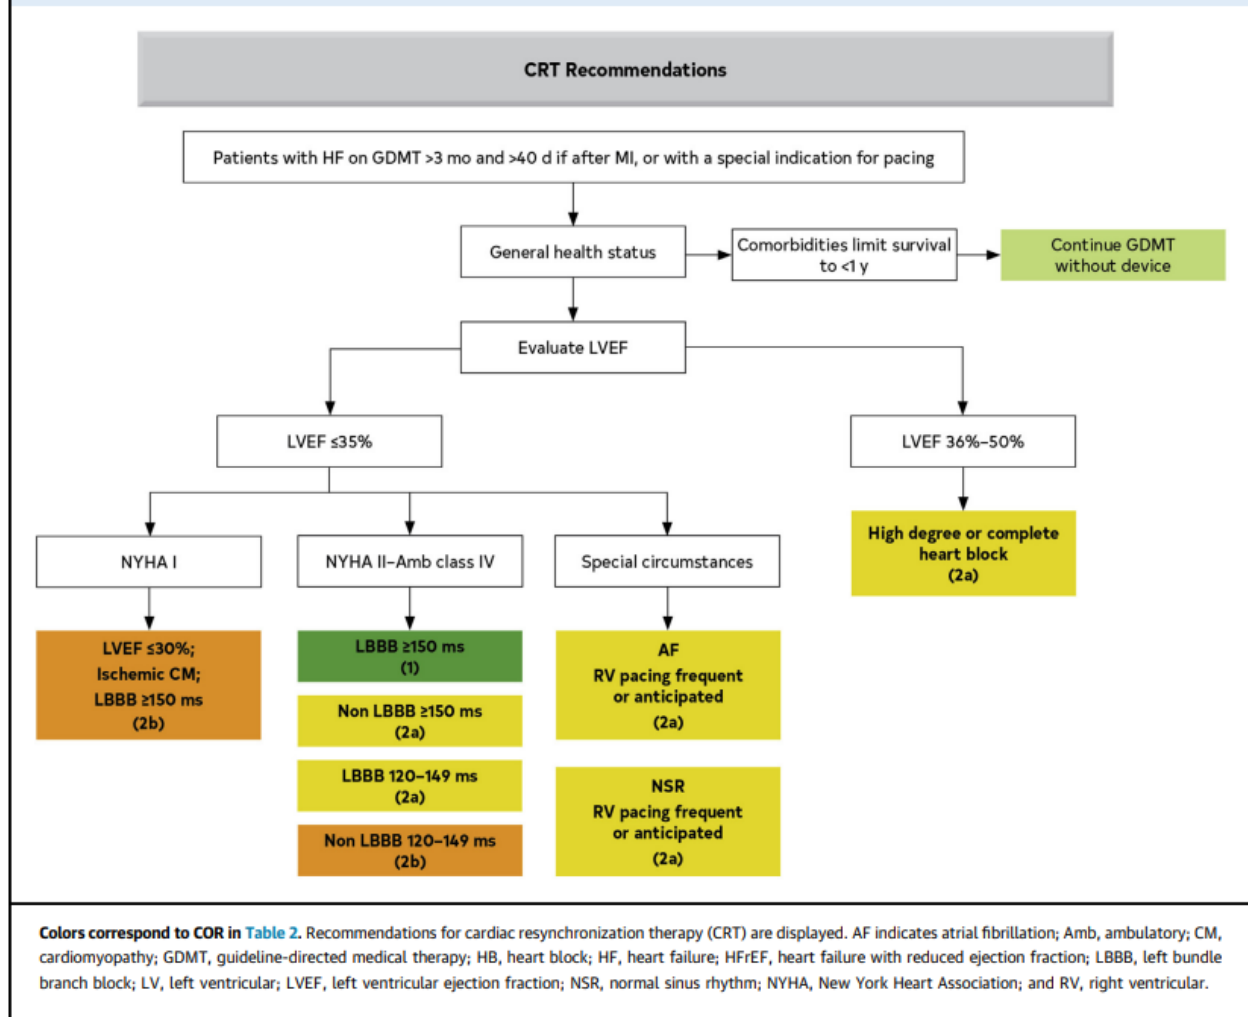 CRT Recommendations
Patients with HF on GDMT >3 mo and >40 d if after MI, or with a special indication for pacing
General health status
Comorbidities limit survival
to <1 y
Continue GDMT
without device
Evaluate LVEF
LVEF ≤35%
LVEF 36%–50%
NYHA I
NYHA II–Amb class IV
Special circumstances
High degree or complete
heart block
(2a)
LVEF ≤30%;
Ischemic CM;
LBBB ≥150 ms
(2b)
LBBB ≥150 ms
(1)
Non LBBB ≥150 ms
(2a)
LBBB 120–149 ms
(2a)
Non LBBB 120–149 ms
(2b)
AF
RV pacing frequent
or anticipated
(2a)
NSR
RV pacing frequent
or anticipated
(2a)
Colors correspond to COR in Table 2. Recommendations for cardiac resynchronization therapy (CRT) are displayed. AF indicates atrial fibrillation; Amb, ambulatory; CM,
cardiomyopathy; GDMT, guideline-directed medical therapy; HB, heart block; HF, heart failure; HFrEF, heart failure with reduced ejection fraction; LBBB, left bundle
branch block; LV, left ventricular; LVEF, left ventricular ejection fraction; NSR, normal sinus rhythm; NYHA, New York Heart Association; and RV, right ventricular.